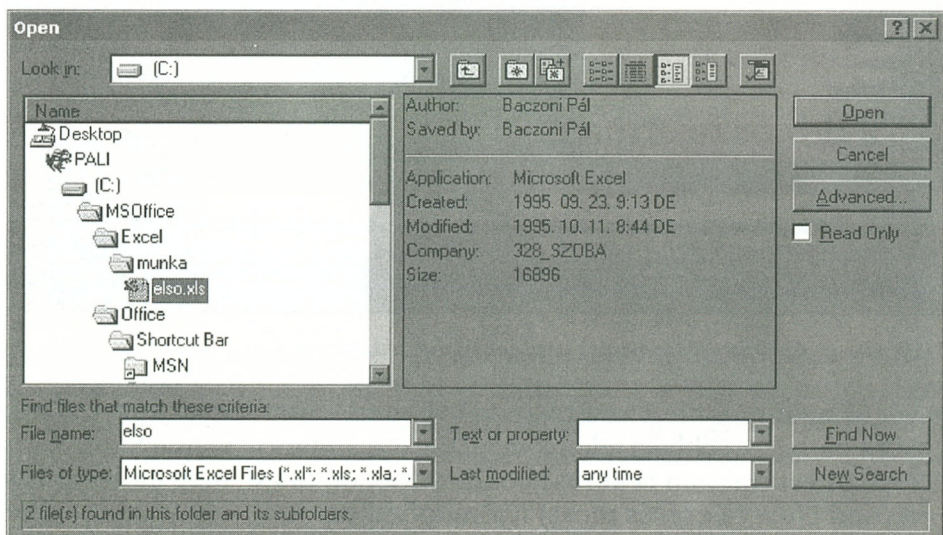 Open
Look in: (C:)
Name
Desktop
PALI
(C:)
MSOffice
Excel
munka
elso.xls
Office
Shortcut Bar
MSN
Author: Baczoni Pál
Saved by: Baczoni Pál
Application: Microsoft Excel
Created: 1995. 09. 23. 9:13 DE
Modified: 1995. 10. 11. 8:44 DE
Company: 328_SZOBA
Size: 16896
Open
Cancel
Advanced...
Read Only
Find files that match these criteria:
File name: elso
Text or property:
Find Now
Files of type: Microsoft Excel Files (*.xl*; *.xls; *.xla; *.
Last modified: any time
New Search
2 file(s) found in this folder and its subfolders.